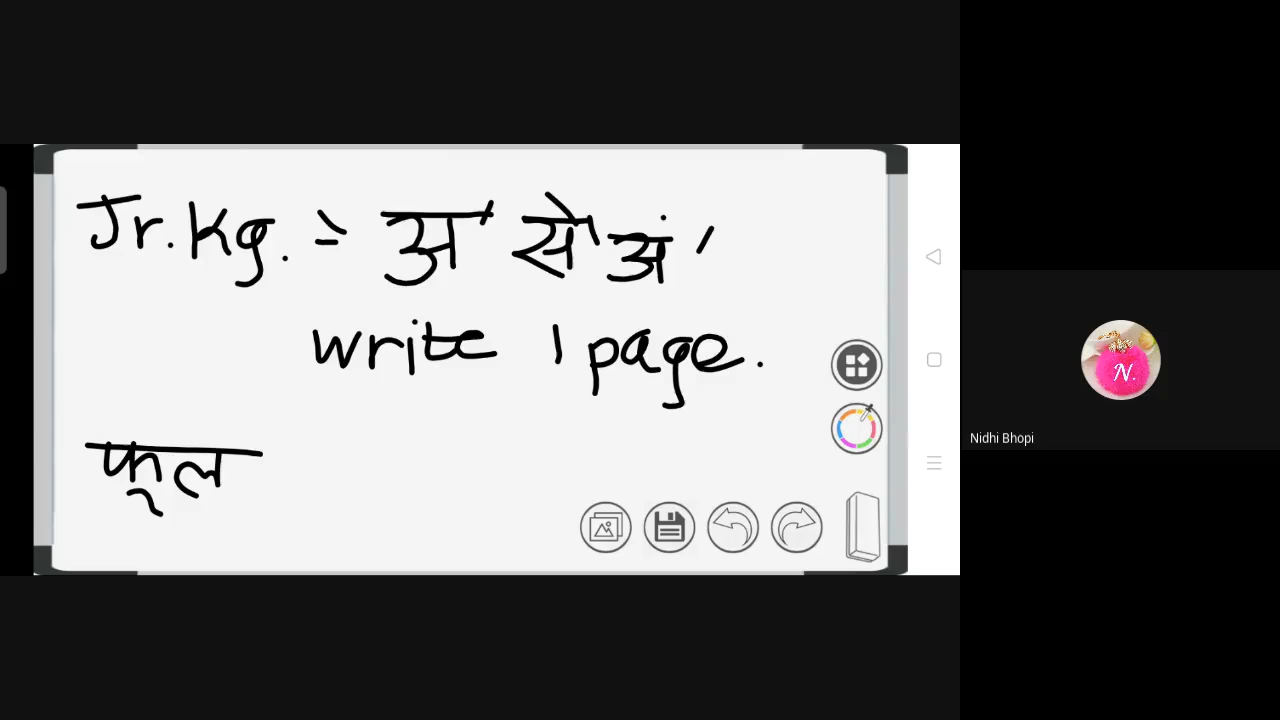 Jr. Kg. = 'अ' से 'अं'
write 1 page.
फूल
N.
Nidhi Bhopi